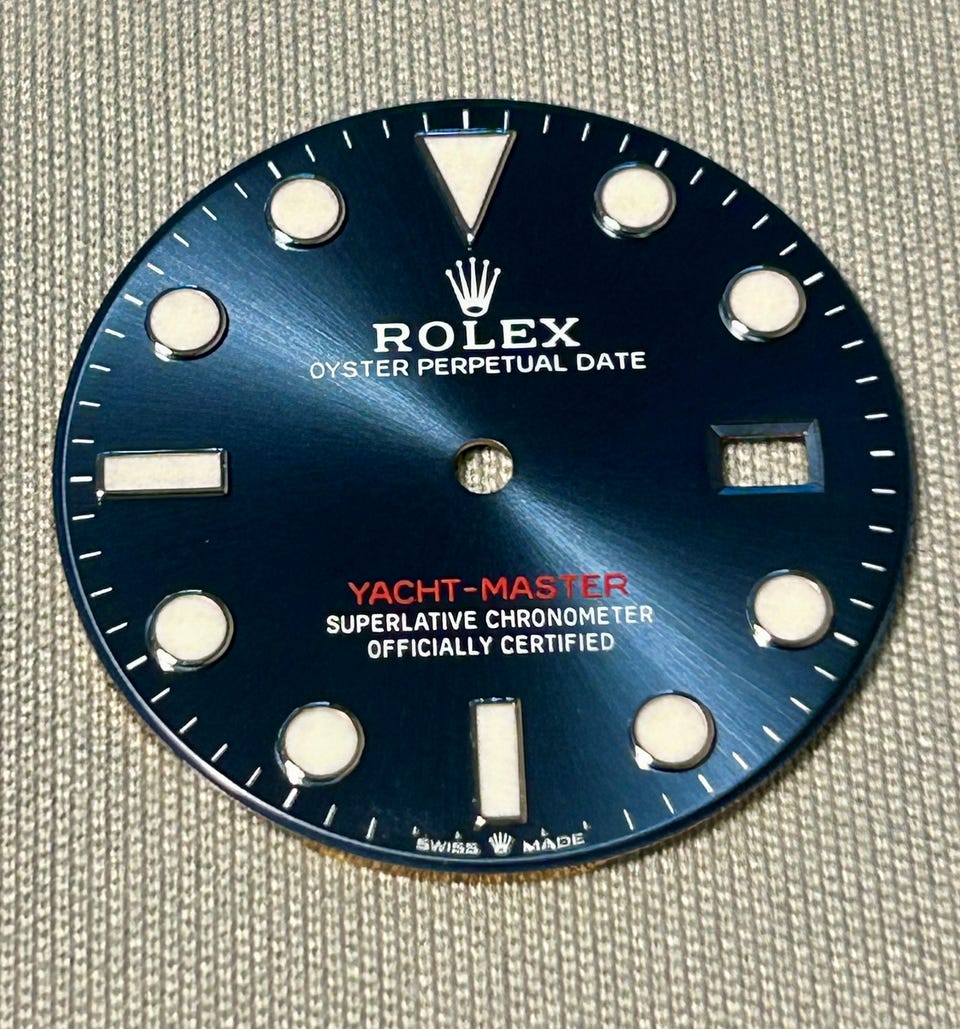 ROLEX
OYSTER PERPETUAL DATE
YACHT-MASTER
SUPERLATIVE CHRONOMETER
OFFICIALLY CERTIFIED
SWISS MADE